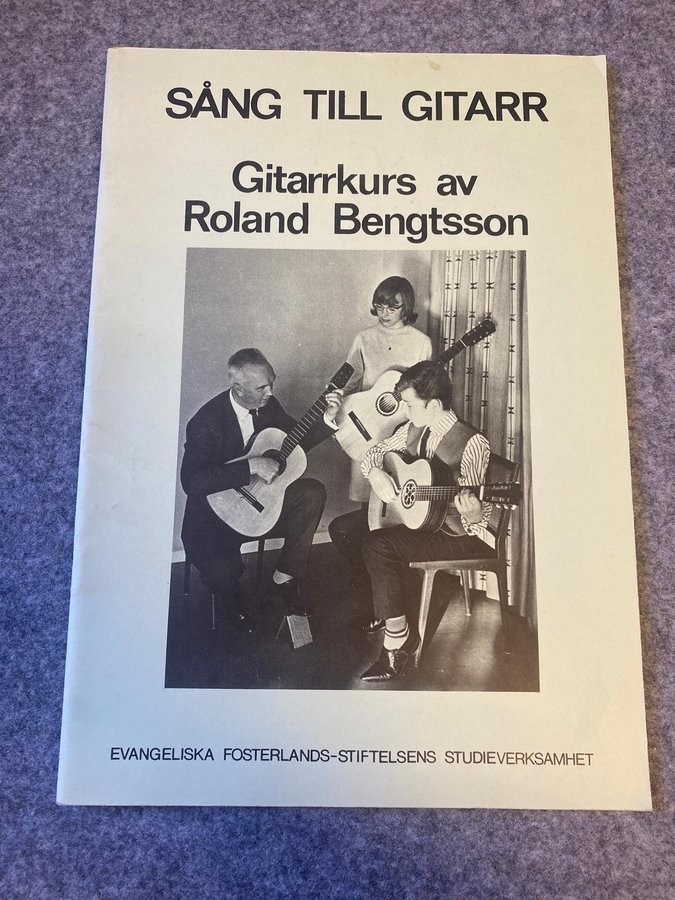 SÅNG TILL GITARR
Gitarrkurs av
Roland Bengtsson
EVANGELISKA FOSTERLANDS-STIFTELSENS STUDIEVERKSAMHET